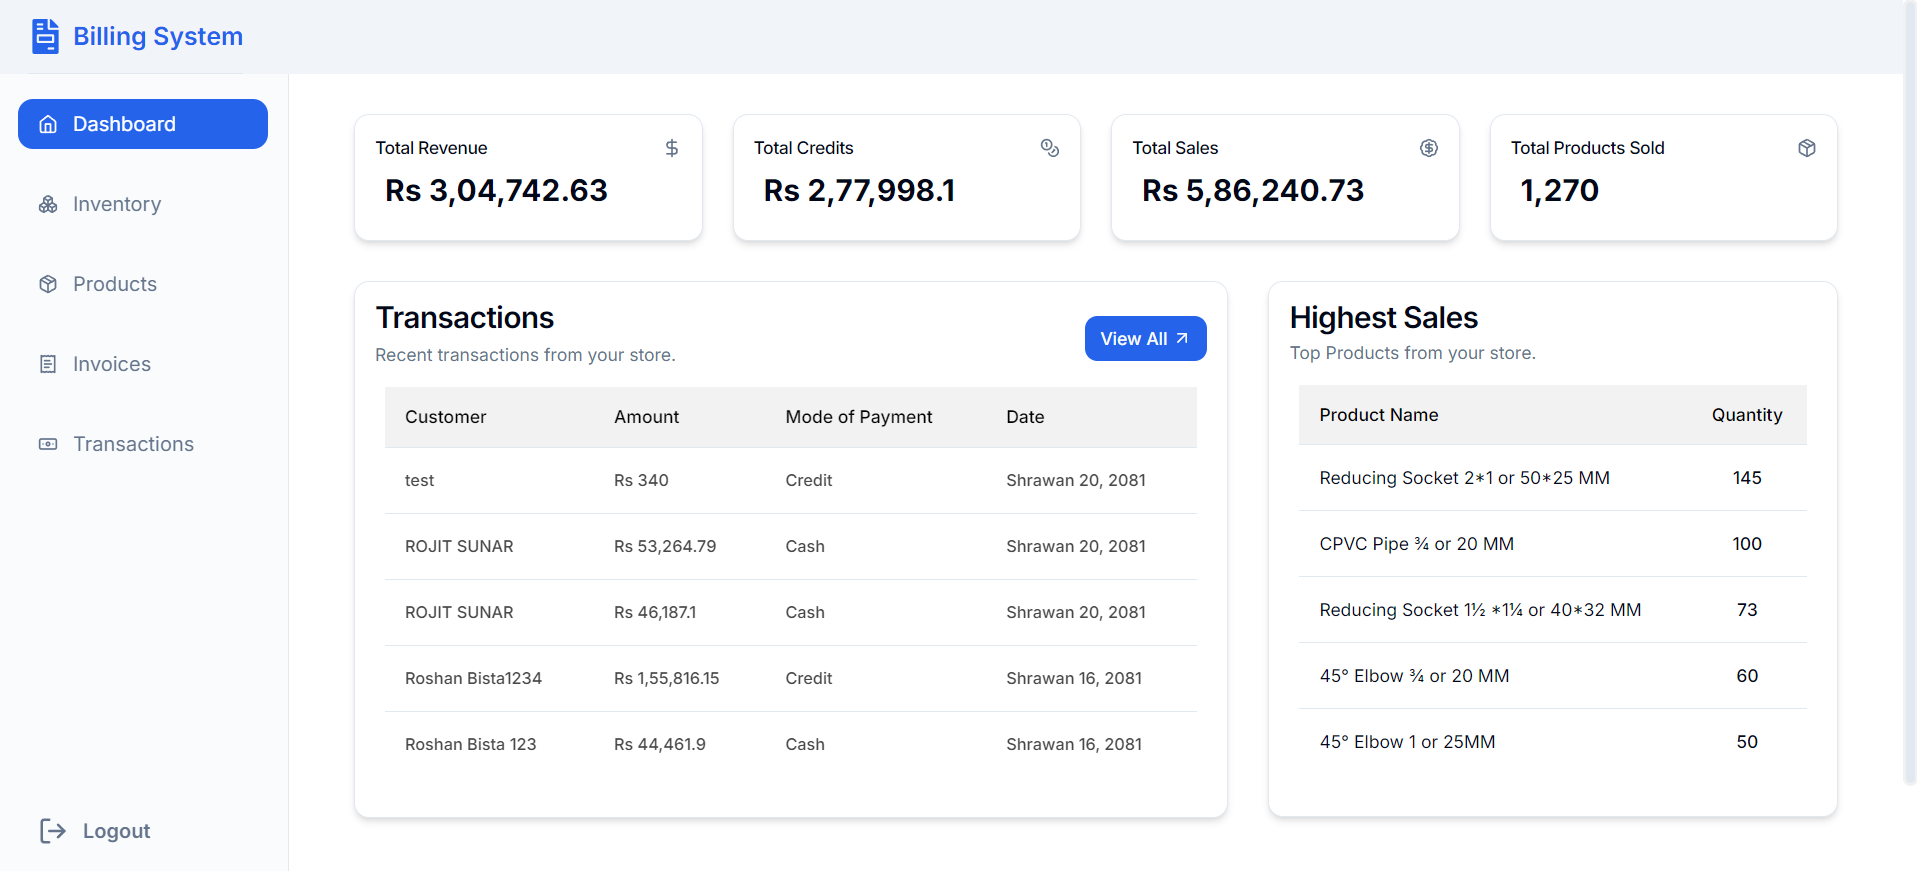 Billing System
Dashboard
Inventory
Products
Invoices
Transactions
Logout
Total Revenue
Rs 3,04,742.63
Total Credits
Rs 2,77,998.1
Total Sales
Rs 5,86,240.73
Total Products Sold
1,270
Transactions
Recent transactions from your store.
View All
Customer Amount Mode of Payment Date
test Rs 340 Credit Shrawan 20, 2081
ROJIT SUNAR Rs 53,264.79 Cash Shrawan 20, 2081
ROJIT SUNAR Rs 46,187.1 Cash Shrawan 20, 2081
Roshan Bista1234 Rs 1,55,816.15 Credit Shrawan 16, 2081
Roshan Bista 123 Rs 44,461.9 Cash Shrawan 16, 2081
Highest Sales
Top Products from your store.
Product Name Quantity
Reducing Socket 2*1 or 50*25 MM 145
CPVC Pipe ¾ or 20 MM 100
Reducing Socket 1½ *1¼ or 40*32 MM 73
45° Elbow ¾ or 20 MM 60
45° Elbow 1 or 25MM 50